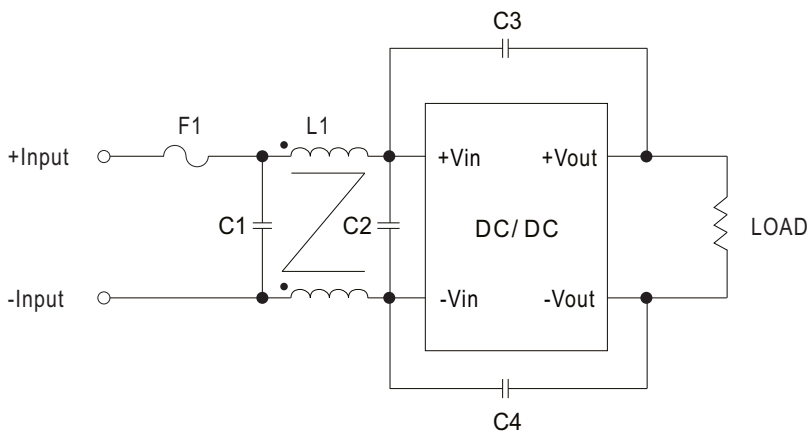 C3
F1
L1
+Input
+Vin
+Vout
C1
C2
DC/DC
LOAD
-Input
-Vin
-Vout
C4